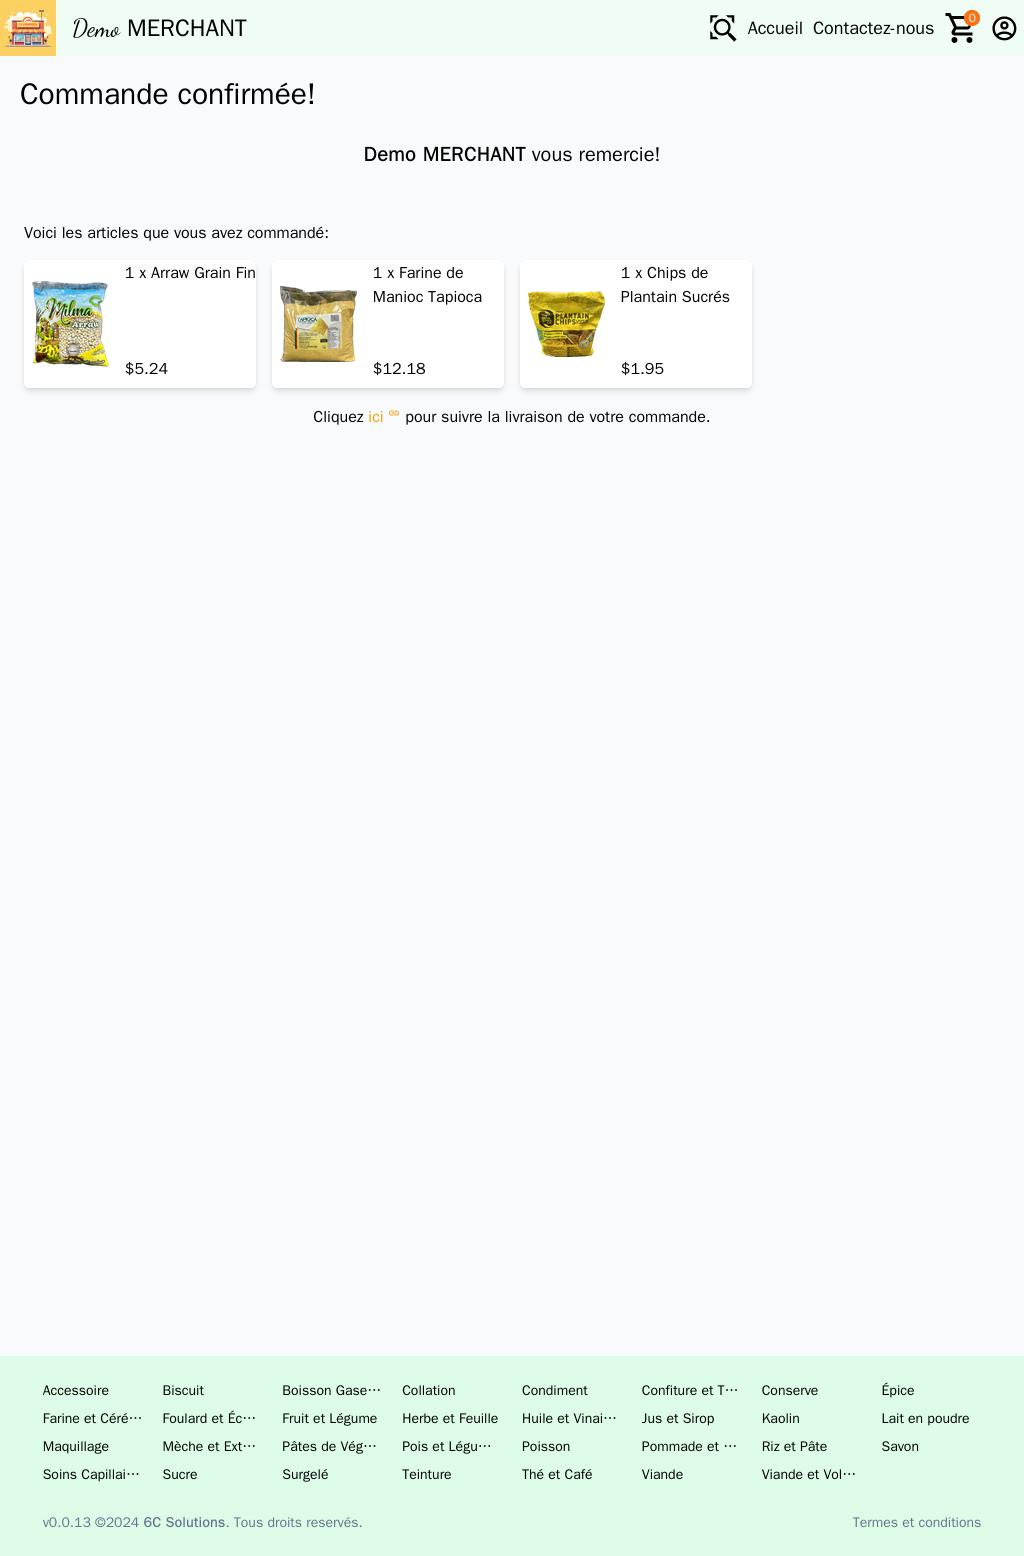 Demo MERCHANT
Accueil Contactez-nous 0
Commande confirmée!
Demo MERCHANT vous remercie!
Voici les articles que vous avez commandé:
1 x Arraw Grain Fin
$5.24
Milma
Arraw
1 x Farine de
Manioc Tapioca
$12.18
TAPIOCA
1 x Chips de
Plantain Sucrés
$1.95
PLANTAIN
CHIPS
Cliquez ici pour suivre la livraison de votre commande.
Accessoire Biscuit Boisson Gase… Collation Condiment Confiture et T… Conserve Épice
Farine et Céré… Foulard et Éc… Fruit et Légume Herbe et Feuille Huile et Vinai… Jus et Sirop Kaolin Lait en poudre
Maquillage Mèche et Ext… Pâtes de Vég… Pois et Légu… Poisson Pommade et … Riz et Pâte Savon
Soins Capillai… Sucre Surgelé Teinture Thé et Café Viande Viande et Vol…
v0.0.13 ©2024 6C Solutions. Tous droits reservés. Termes et conditions